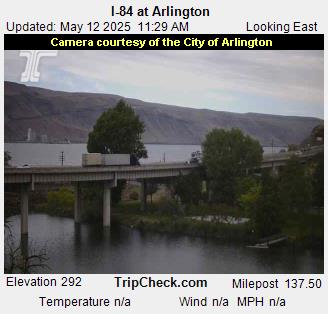 I-84 at Arlington
Updated: May 12 2025 11:29 AM Looking East
Camera courtesy of the City of Arlington
Elevation 292 TripCheck.com Milepost 137.50
Temperature n/a Wind n/a MPH n/a